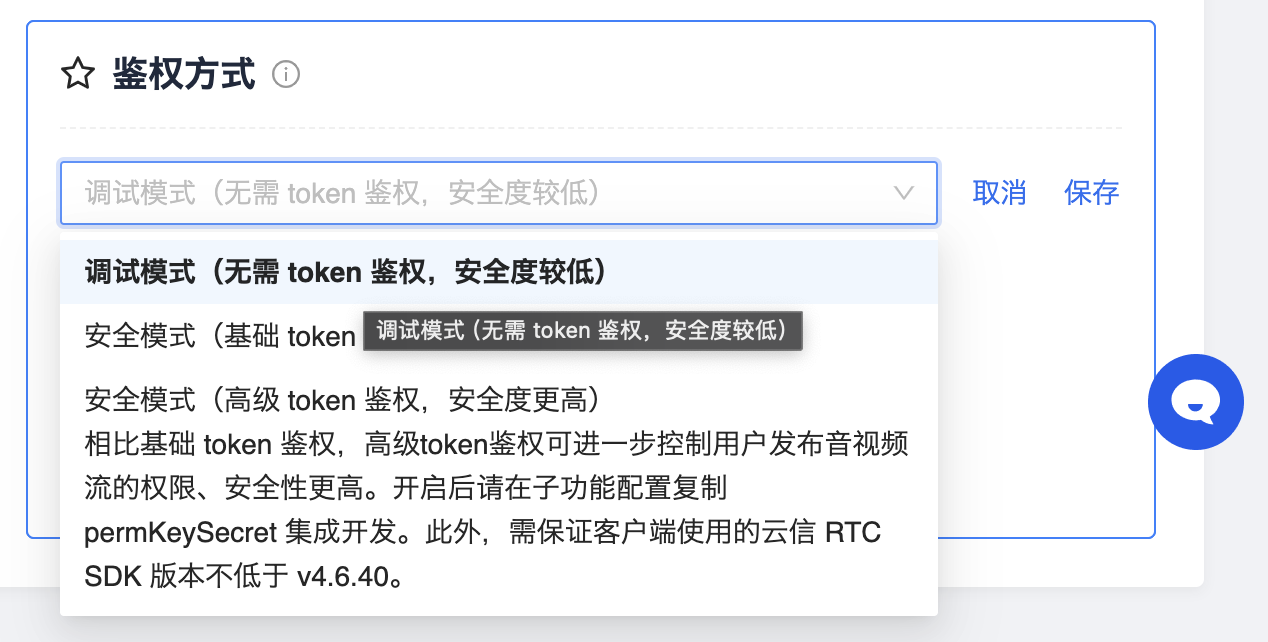 鉴权方式
调试模式（无需 token 鉴权，安全度较低）
取消
保存
调试模式（无需 token 鉴权，安全度较低）
安全模式（基础 token
调试模式（无需 token 鉴权，安全度较低）
安全模式（高级 token 鉴权，安全度更高）
相比基础 token 鉴权，高级token鉴权可进一步控制用户发布音视频
流的权限、安全性更高。开启后请在子功能配置复制
permKeySecret 集成开发。此外，需保证客户端使用的云信 RTC
SDK 版本不低于 v4.6.40。